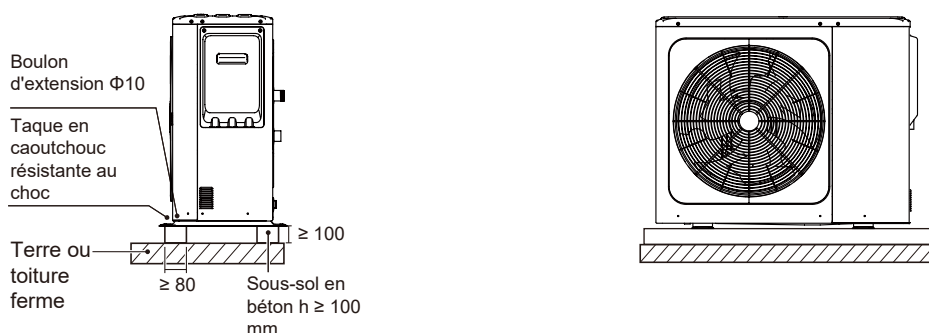 Boulon
d'extension Φ10
Taque en
caoutchouc
résistante au
choc
Terre ou
toiture
ferme
≥ 80
≥ 100
Sous-sol en
béton h ≥ 100
mm